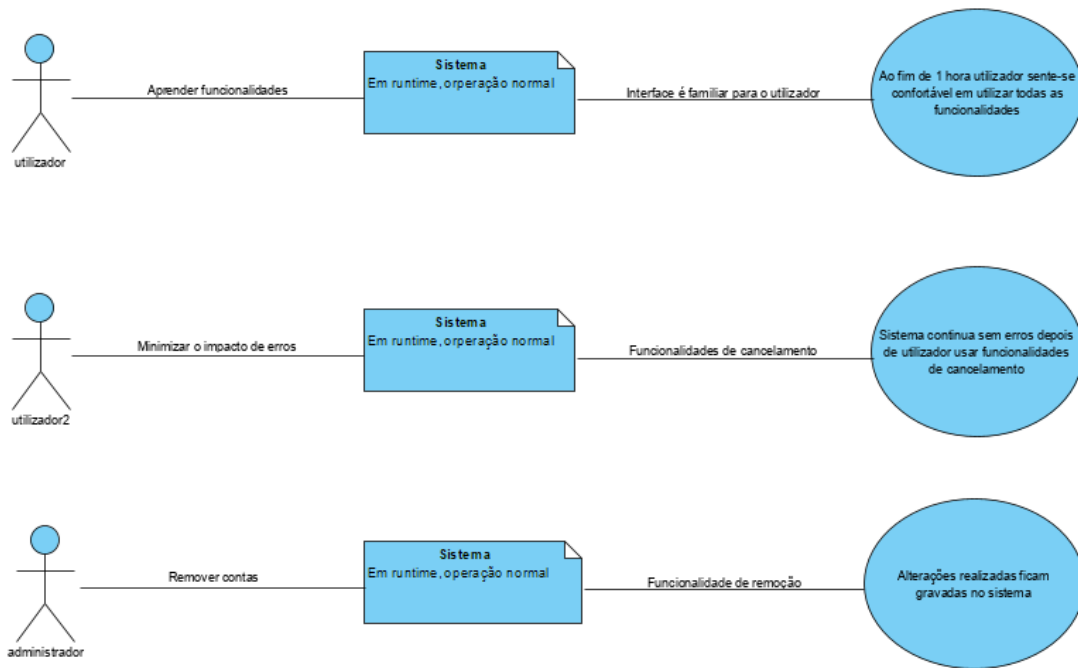 Aprender funcionalidades
Sistema
Em runtime, orperação normal
Interface é familiar para o utilizador
Ao fim de 1 hora utilizador sente-se
confortável em utilizar todas as
funcionalidades
utilizador
Minimizar o impacto de erros
Sistema
Em runtime, orperação normal
Funcionalidades de cancelamento
Sistema continua sem erros depois
de utilizador usar funcionalidades
de cancelamento
utilizador2
Remover contas
Sistema
Em runtime, operação normal
Funcionalidade de remoção
Alterações realizadas ficam
gravadas no sistema
administrador